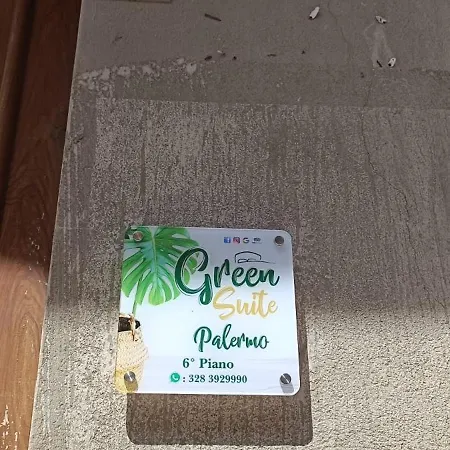 Green
Suite
Palermo
6° Piano
: 328 3929990